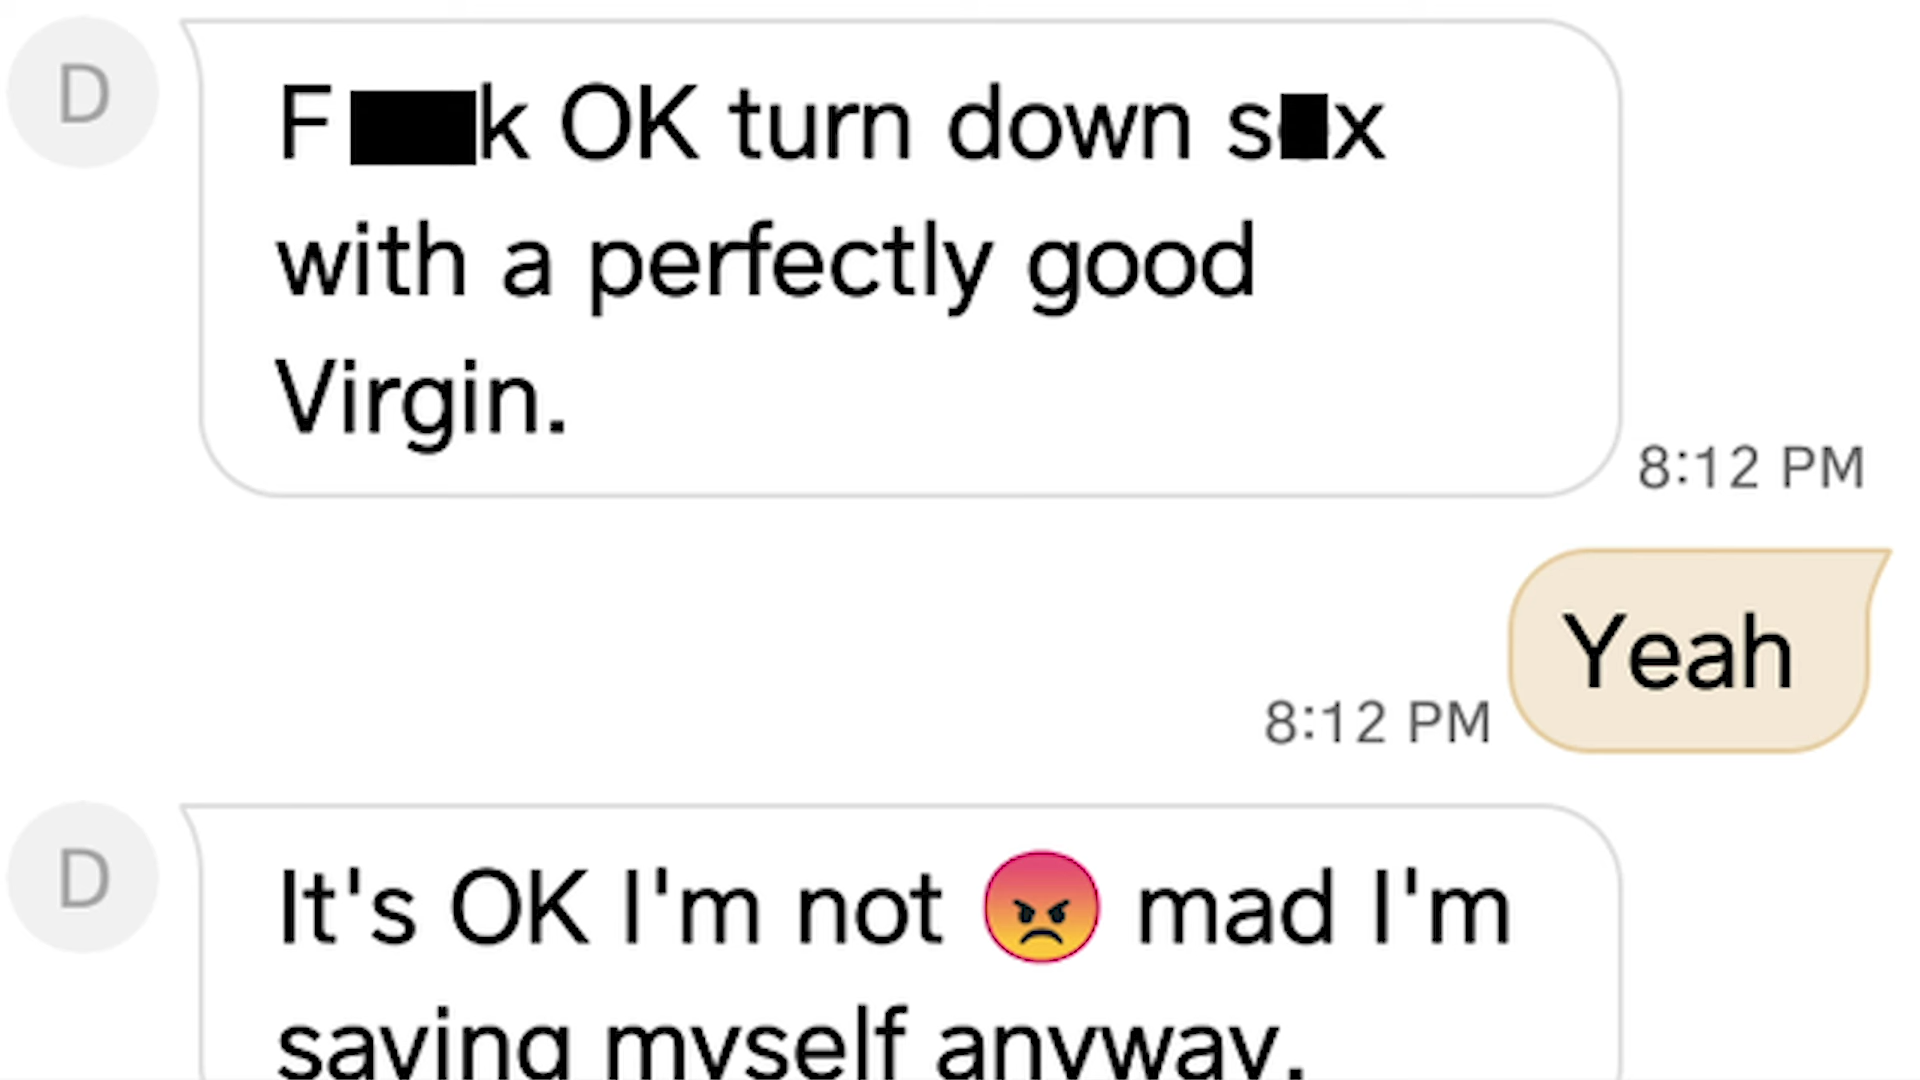 D
F██k OK turn down s█x
with a perfectly good
Virgin.
8:12 PM
Yeah
8:12 PM
D
It's OK I'm not 😡 mad I'm
saving myself anyway.